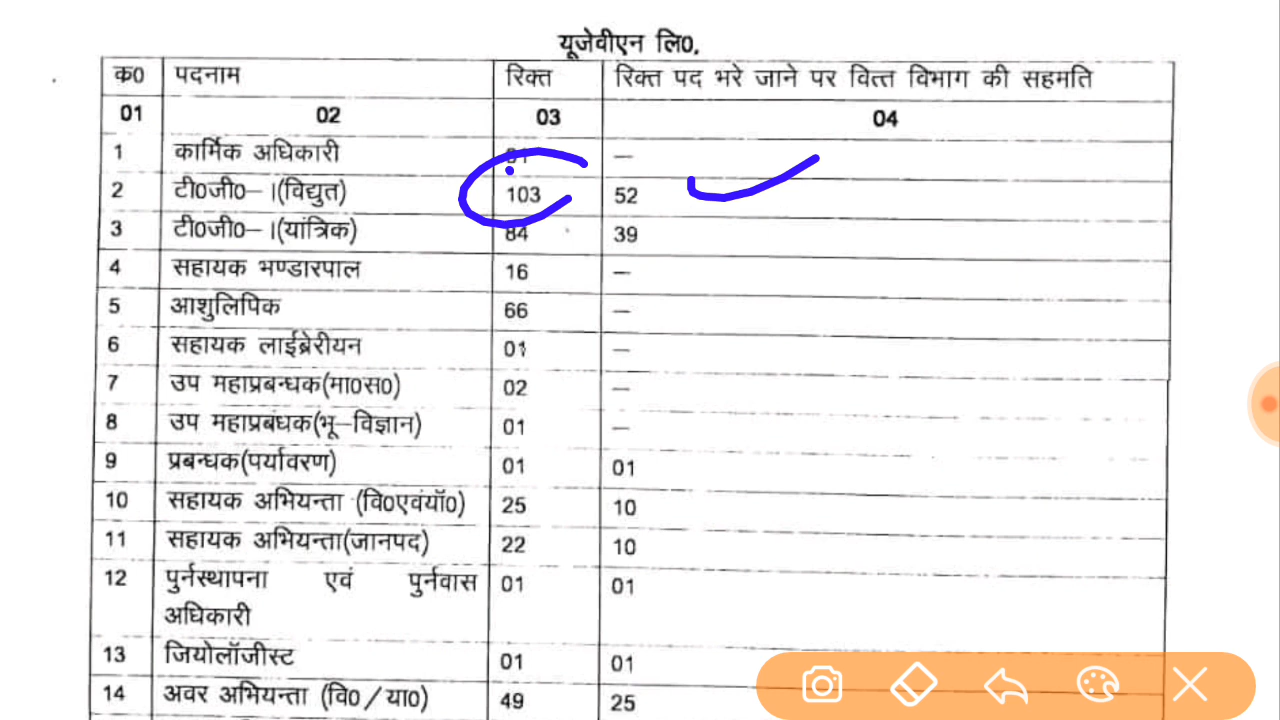 यूजेवीएन लि0.
क0 पदनाम रिक्त रिक्त पद भरे जाने पर वित्त विभाग की सहमति
01 02 03 04
1 कार्मिक अधिकारी 01 –
2 टी0जी0–।(विद्युत) 103 52
3 टी0जी0–।(यांत्रिक) 84 39
4 सहायक भण्डारपाल 16 –
5 आशुलिपिक 66 –
6 सहायक लाईब्रेरीयन 01 –
7 उप महाप्रबन्धक(मा0स0) 02 –
8 उप महाप्रबंधक(भू–विज्ञान) 01 –
9 प्रबन्धक(पर्यावरण) 01 01
10 सहायक अभियन्ता (वि0एवंयॉ0) 25 10
11 सहायक अभियन्ता(जानपद) 22 10
12 पुर्नस्थापना एवं पुर्नवास 01 01
अधिकारी
13 जियोलॉजीस्ट 01 01
14 अवर अभियन्ता (वि0/या0) 49 25